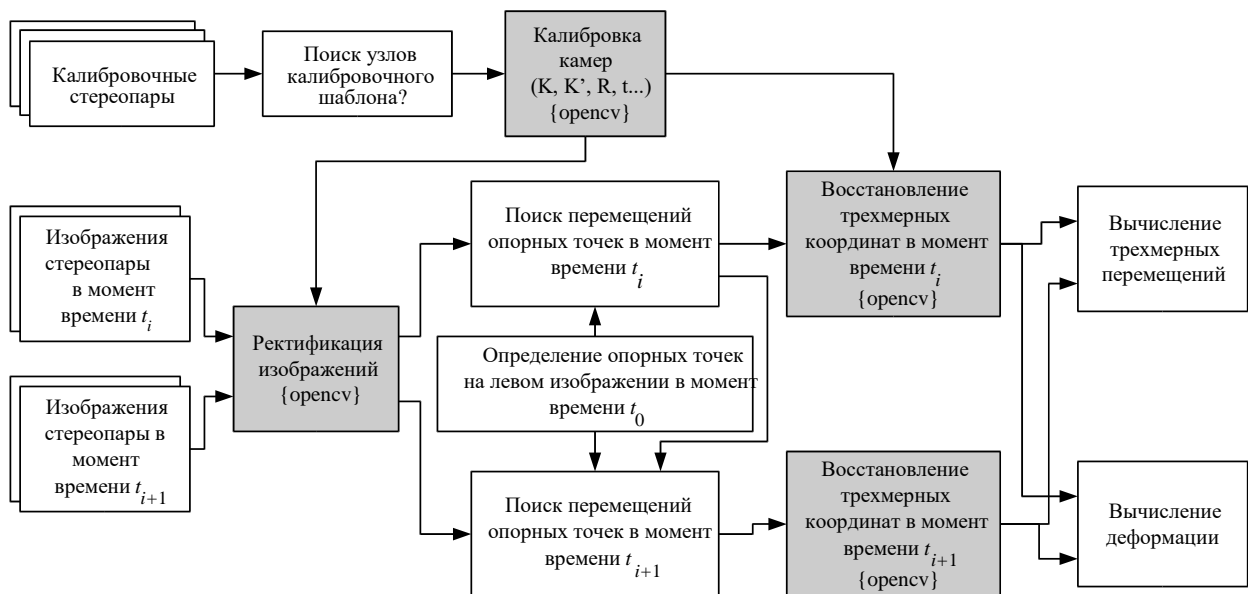 Калибровочные
стереопары
Поиск узлов
калибровочного
шаблона?
Калибровка
камер
(K, K’, R, t...)
{opencv}
Изображения
стереопары
в момент
времени t_i
Изображения
стереопары в
момент
времени t_{i+1}
Ректификация
изображений
{opencv}
Поиск перемещений
опорных точек в момент
времени t_i
Определение опорных точек
на левом изображении в момент
времени t_0
Поиск перемещений
опорных точек в момент
времени t_{i+1}
Восстановление
трехмерных
координат в момент
времени t_i
{opencv}
Восстановление
трехмерных
координат в момент
времени t_{i+1}
{opencv}
Вычисление
трехмерных
перемещений
Вычисление
деформации